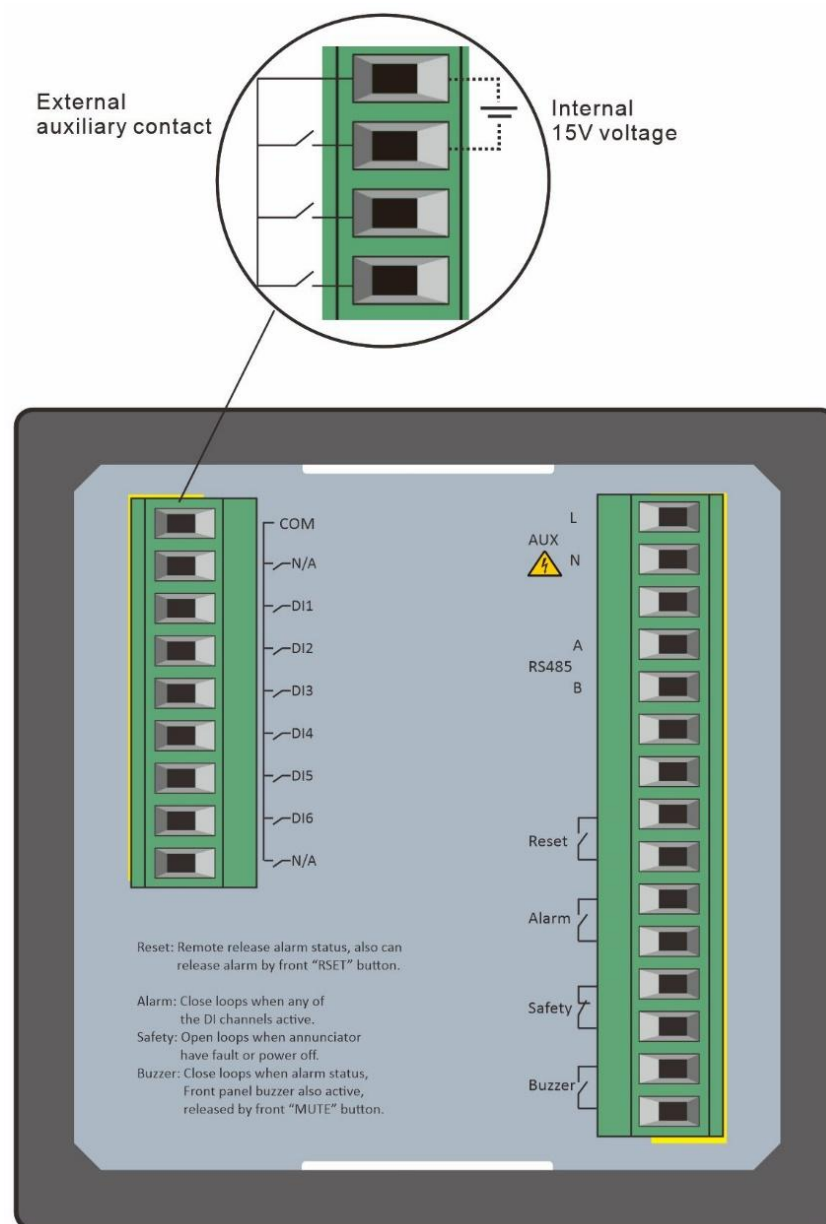 External
auxiliary contact
Internal
15V voltage
COM
N/A
DI1
DI2
DI3
DI4
DI5
DI6
N/A
L
AUX
N
A
RS485
B
Reset
Alarm
Safety
Buzzer
Reset: Remote release alarm status, also can
release alarm by front “RSET” button.
Alarm: Close loops when any of
the DI channels active.
Safety: Open loops when annunciator
have fault or power off.
Buzzer: Close loops when alarm status,
Front panel buzzer also active,
released by front “MUTE” button.